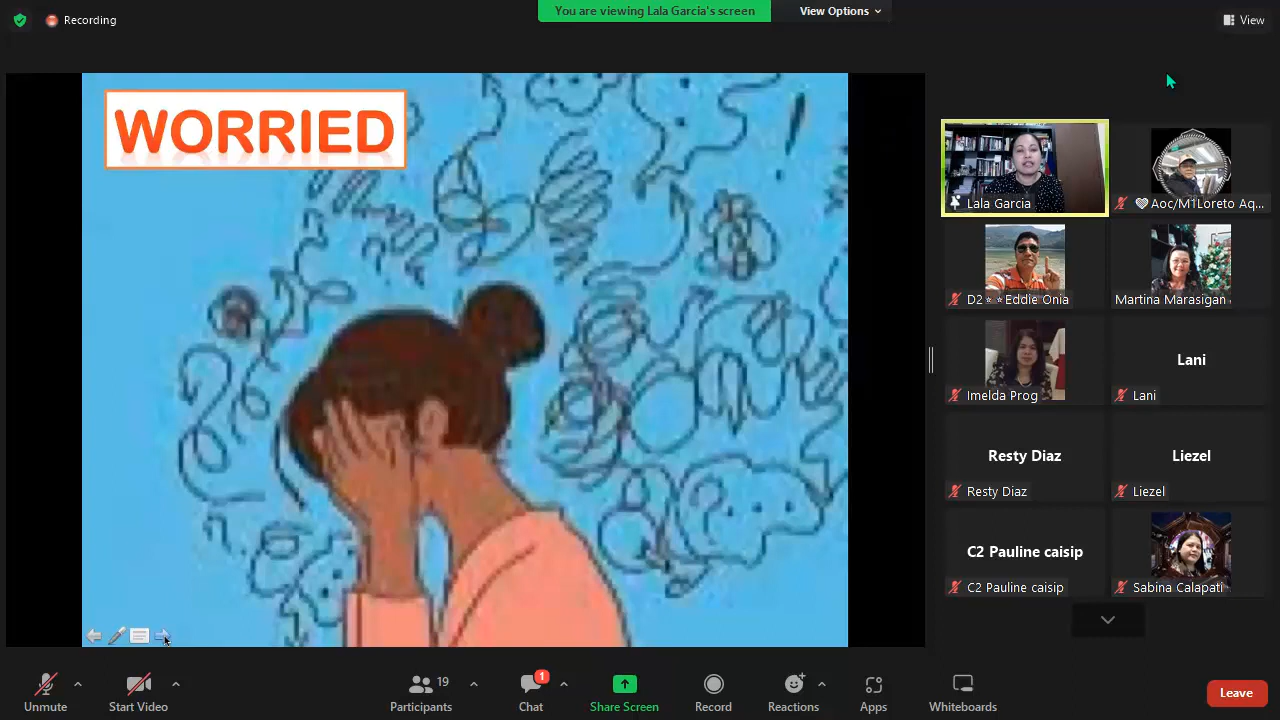 Recording
You are viewing Lala Garcia's screen
View Options
View
WORRIED
Lala Garcia
Aoc/M1Loreto Aq...
D2**Eddie Onia
Martina Marasigan
Imelda Prog
Lani
Lani
Resty Diaz
Resty Diaz
Liezel
Liezel
C2 Pauline caisip
C2 Pauline caisip
Sabina Calapati
Unmute
Start Video
19
Participants
1
Chat
Share Screen
Record
Reactions
Apps
Whiteboards
Leave